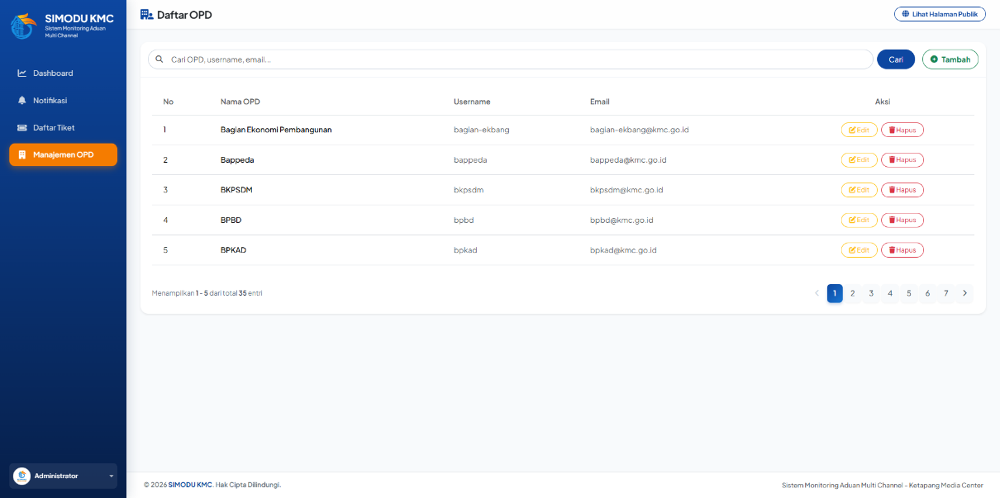 SIMODU KMC
Sistem Monitoring Aduan
Multi Channel
Dashboard
Notifikasi
Daftar Tiket
Manajemen OPD
Administrator
Daftar OPD
Lihat Halaman Publik
Cari OPD, username, email...
Cari
Tambah
No Nama OPD Username Email Aksi
1 Bagian Ekonomi Pembangunan bagian-ekbang bagian-ekbang@kmc.go.id Edit Hapus
2 Bappeda bappeda bappeda@kmc.go.id Edit Hapus
3 BKPSDM bkpsdm bkpsdm@kmc.go.id Edit Hapus
4 BPBD bpbd bpbd@kmc.go.id Edit Hapus
5 BPKAD bpkad bpkad@kmc.go.id Edit Hapus
Menampilkan 1 - 5 dari total 35 entri
1 2 3 4 5 6 7
© 2026 SIMODU KMC. Hak Cipta Dilindungi.
Sistem Monitoring Aduan Multi Channel - Ketapang Media Center